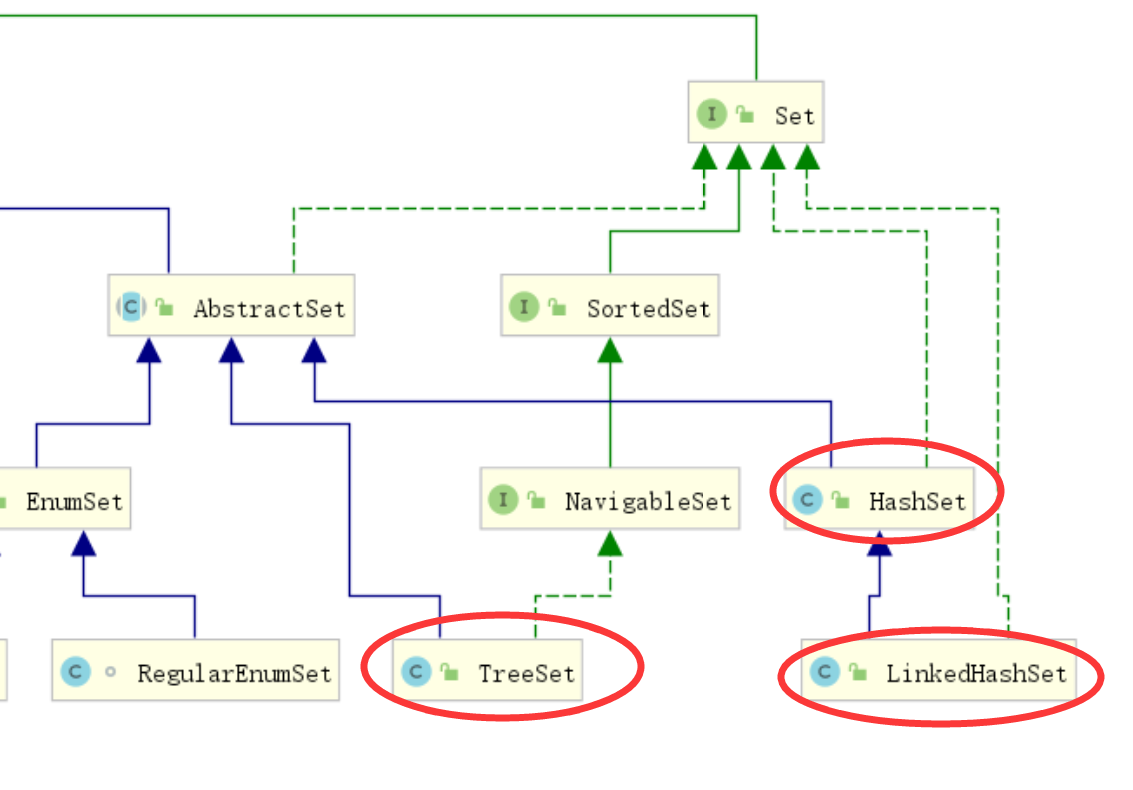 I Set
C AbstractSet
I SortedSet
EnumSet
I NavigableSet
C HashSet
C RegularEnumSet
C TreeSet
C LinkedHashSet